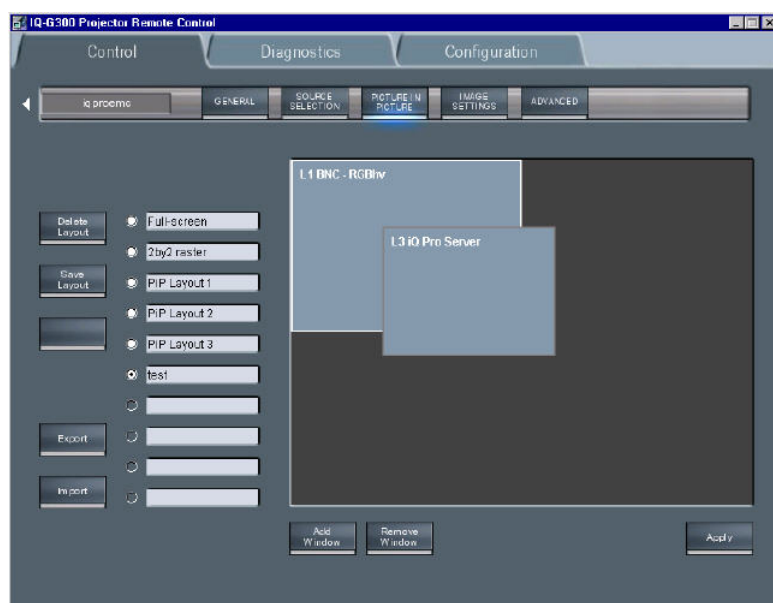 IQ-G300 Projector Remote Control
Control
Diagnostics
Configuration
iq proemc
GENERAL
SOURCE
SELECTION
PICTURE IN
PICTURE
IMAGE
SETTINGS
ADVANCED
L1 BNC - RGBhv
L3 iQ Pro Server
Delete
Layout
Save
Layout
Export
Import
Full-screen
2by2 raster
PiP Layout 1
PiP Layout 2
PiP Layout 3
test
Add
Window
Remove
Window
Apply